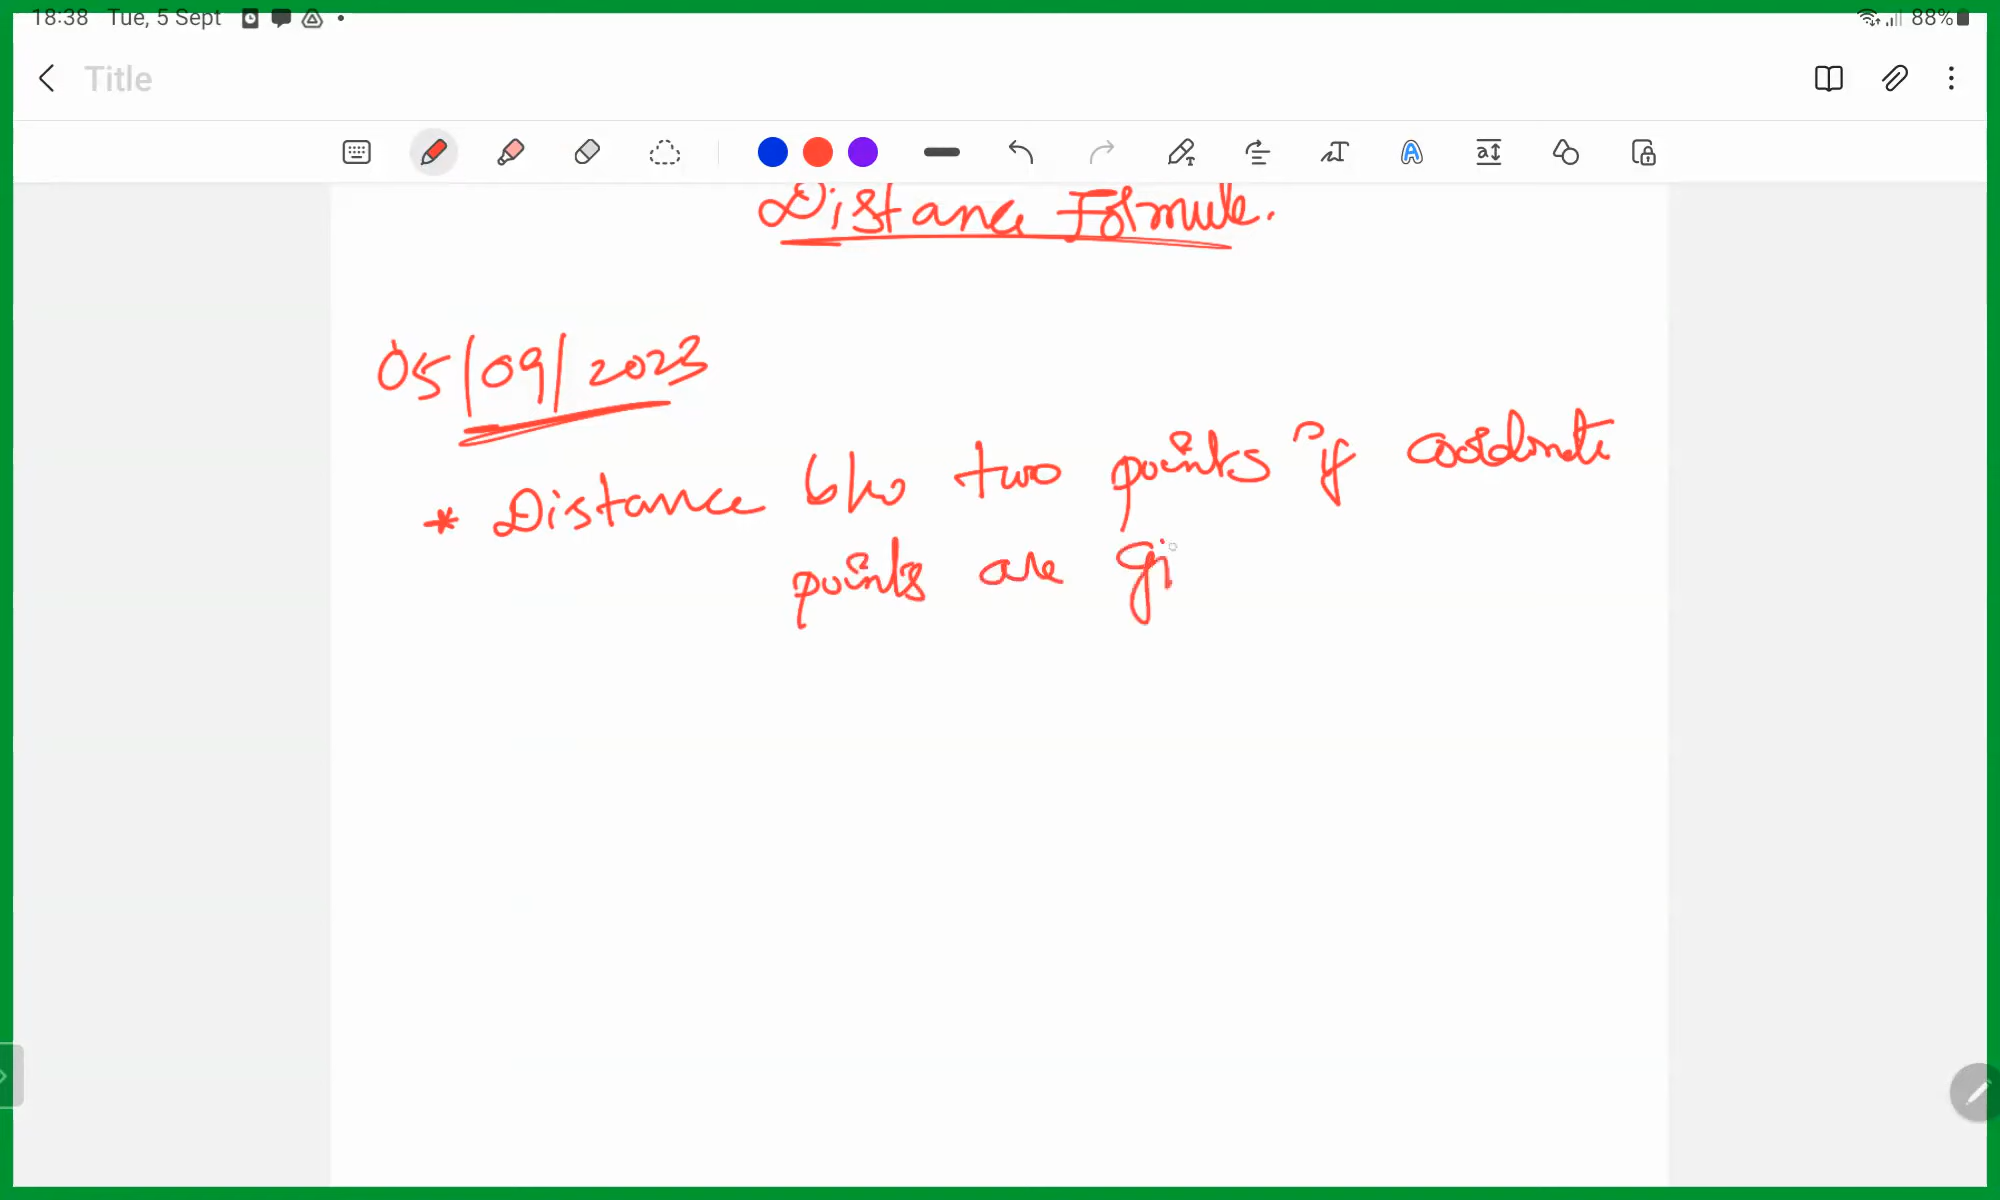 18:38 Tue, 5 Sept 88%
Title
Distance Formula.
05/09/2023
* Distance b/w two points if coordinate
points are gi